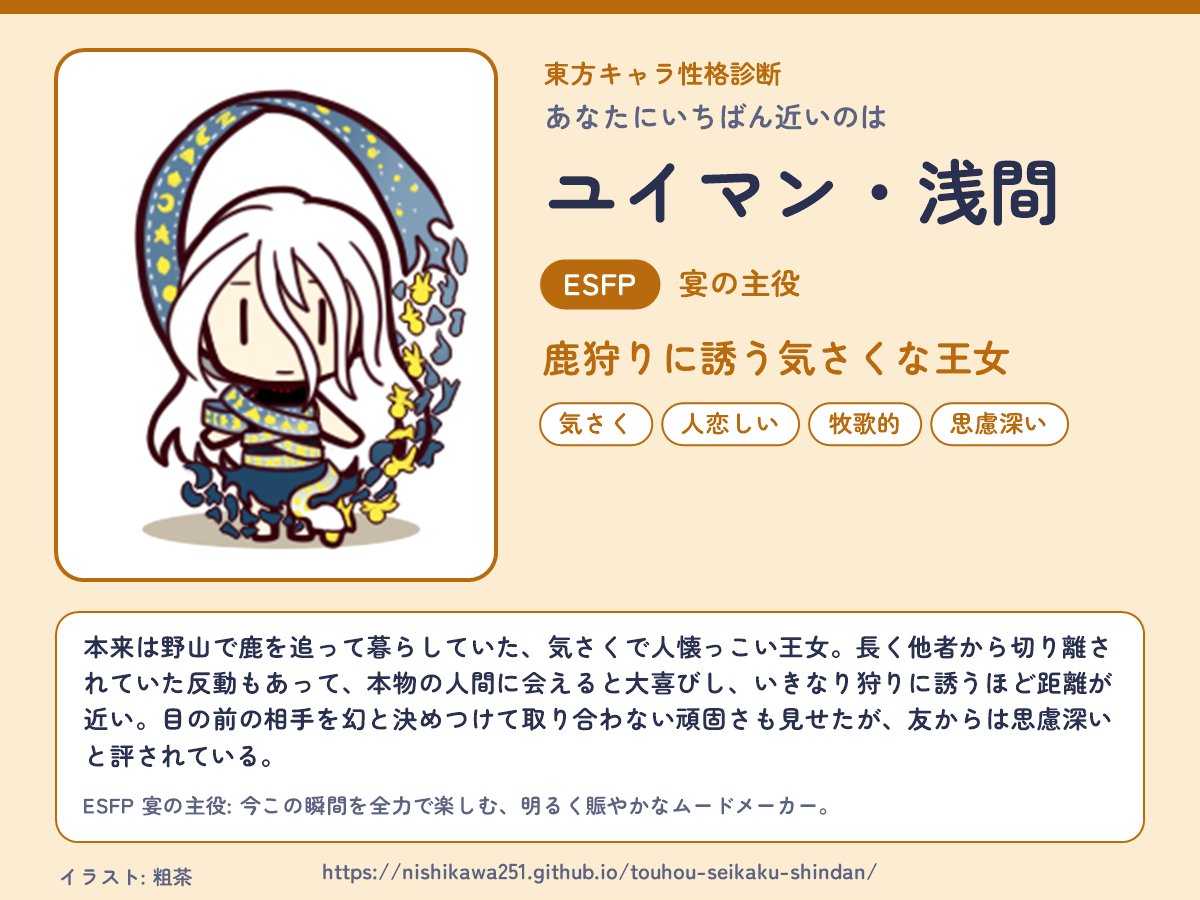 東方キャラ性格診断
あなたにいちばん近いのは
ユイマン・浅間
ESFP 宴の主役
鹿狩りに誘う気さくな王女
気さく 人恋しい 牧歌的 思慮深い
本来は野山で鹿を追って暮らしていた、気さくで人懐っこい王女。長く他者から切り離さ
れていた反動もあって、本物の人間に会えると大喜びし、いきなり狩りに誘うほど距離が
近い。目の前の相手を幻と決めつけて取り合わない頑固さも見せたが、友からは思慮深い
と評されている。
ESFP 宴の主役: 今この瞬間を全力で楽しむ、明るく賑やかなムードメーカー。
イラスト: 粗茶 https://nishikawa251.github.io/touhou-seikaku-shindan/